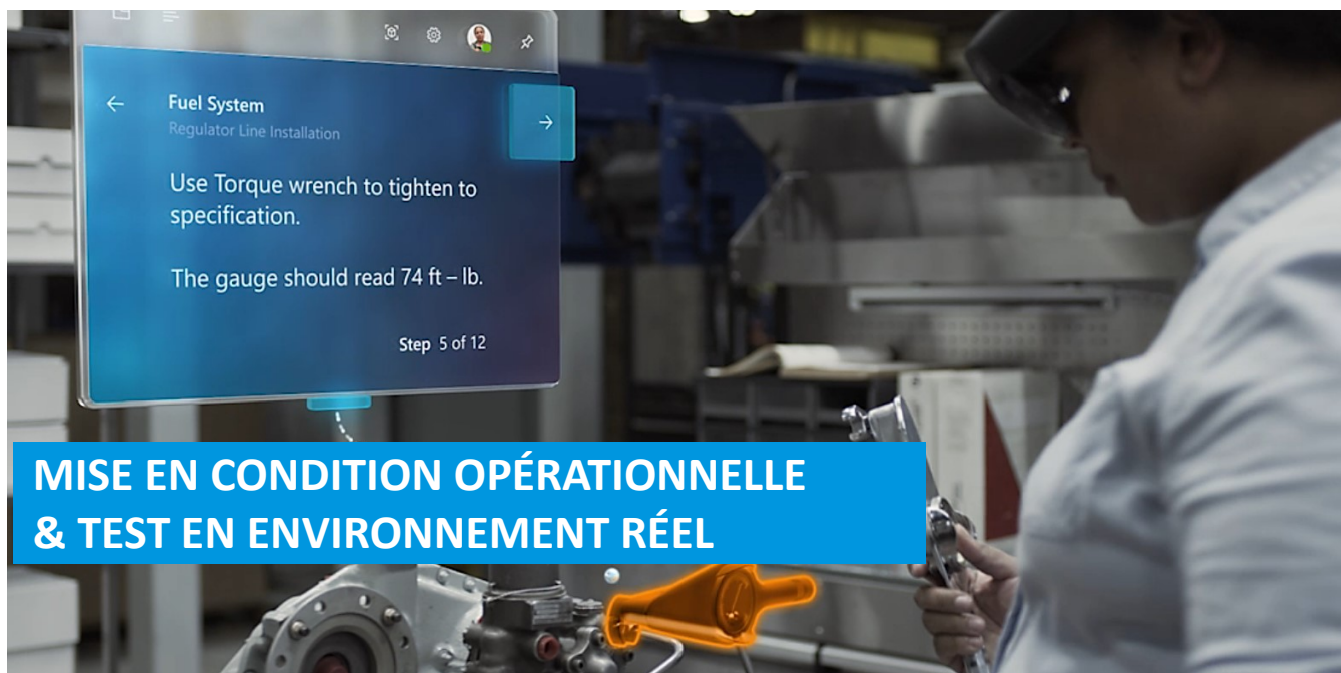 Fuel System
Regulator Line Installation
Use Torque wrench to tighten to
specification.
The gauge should read 74 ft – lb.
Step 5 of 12
MISE EN CONDITION OPÉRATIONNELLE
& TEST EN ENVIRONNEMENT RÉEL